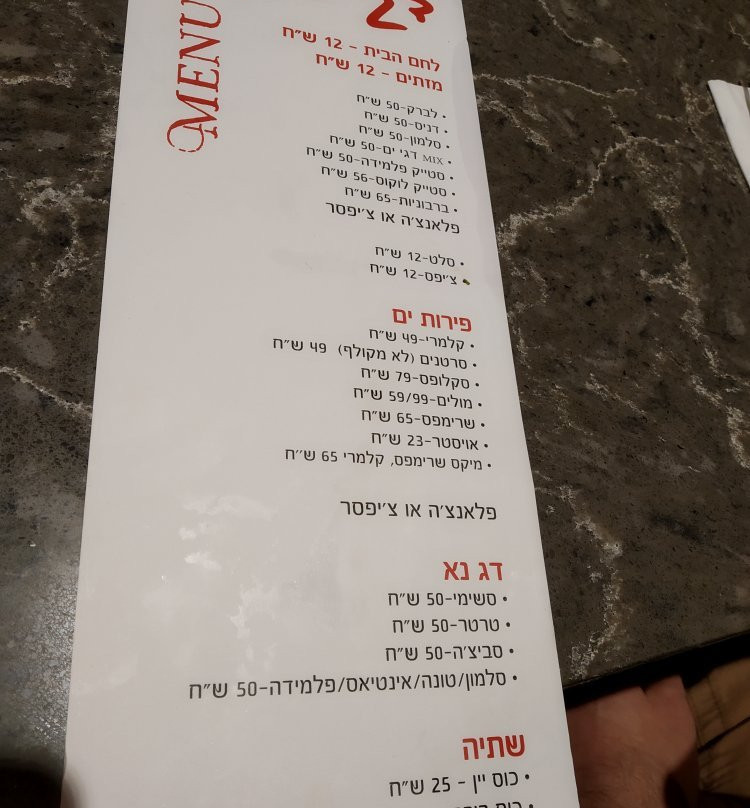 MENU
לחם הבית - 12 ש״ח
מזתים - 12 ש״ח
• לברק-50 ש״ח
• דניס-50 ש״ח
• סלמון-50 ש״ח
• MIX דגי ים-50 ש״ח
• סטייק פלמידה-50 ש״ח
• סטייק לוקוס-56 ש״ח
• ברבוניות-65 ש״ח
פלאנצ׳ה או צ׳יפסר
• סלט-12 ש״ח
• צ׳יפס-12 ש״ח
פירות ים
• קלמרי-49 ש״ח
• סרטנים (לא מקולף) 49 ש״ח
• סקלופס-79 ש״ח
• מולים-59/99 ש״ח
• שרימפס-65 ש״ח
• אויסטר-23 ש״ח
• מיקס שרימפס, קלמרי 65 ש׳׳ח
פלאנצ׳ה או צ׳יפסר
דג נא
• סשימי-50 ש״ח
• טרטר-50 ש״ח
• סביצ׳ה-50 ש״ח
• סלמון/טונה/אינטיאס/פלמידה-50 ש״ח
שתיה
• כוס יין - 25 ש״ח